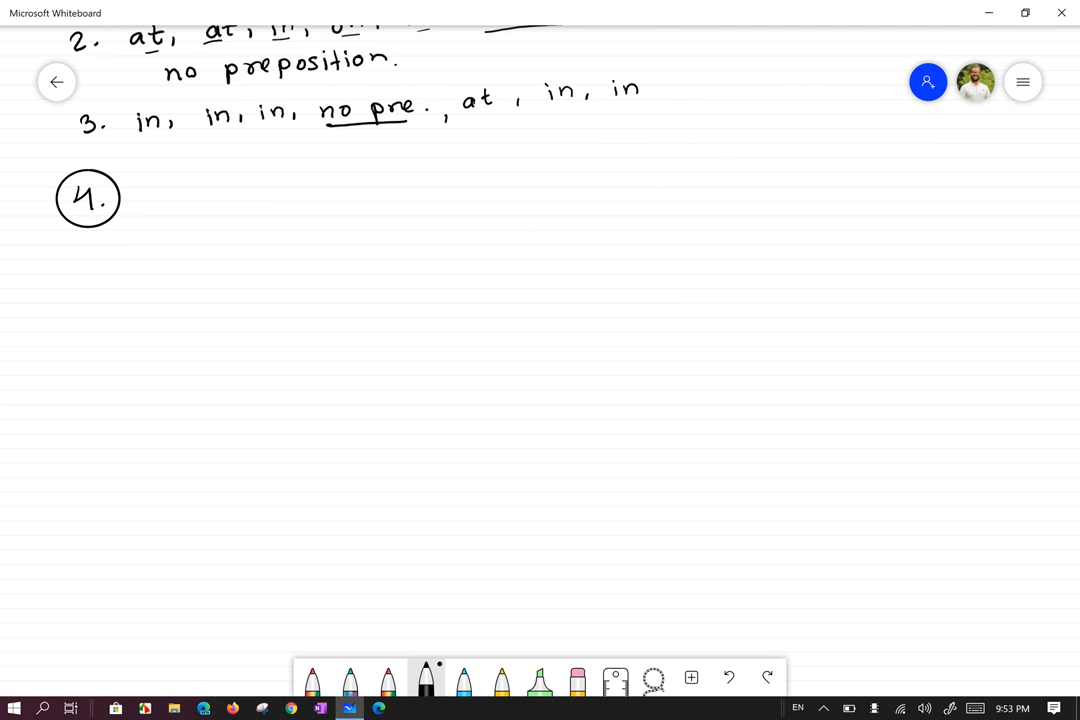 Microsoft Whiteboard
2. at, at, in, on,
no preposition.
3. in, in, in, no pre., at, in, in
4.
EN
9:53 PM